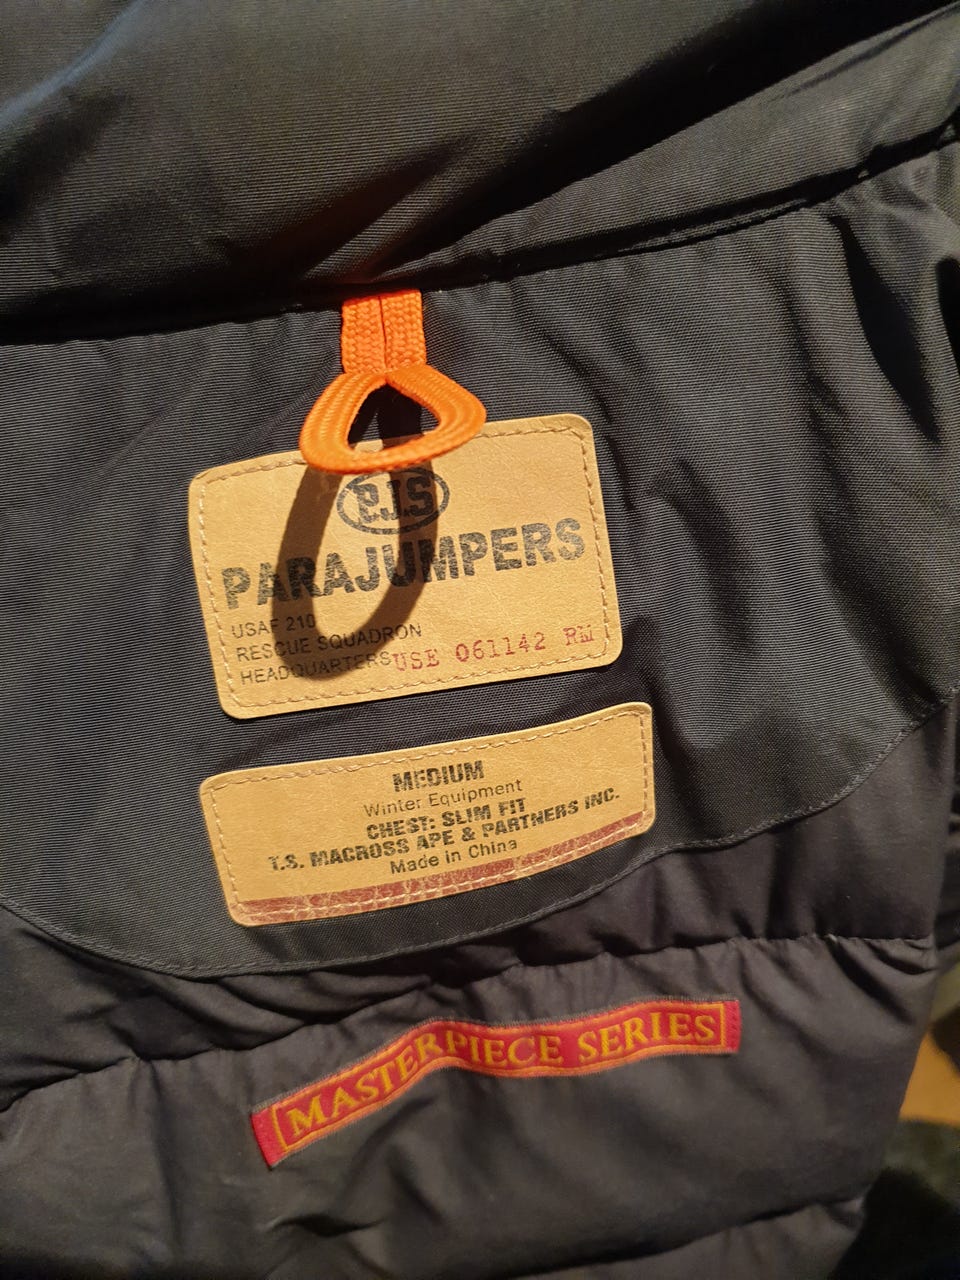 P.J.S
PARAJUMPERS
USAF 210
RESCUE SQUADRON
HEADQUARTERS USE 061142 RM
MEDIUM
Winter Equipment
CHEST: SLIM FIT
T.S. MACROSS APE & PARTNERS INC.
Made in China
MASTERPIECE SERIES